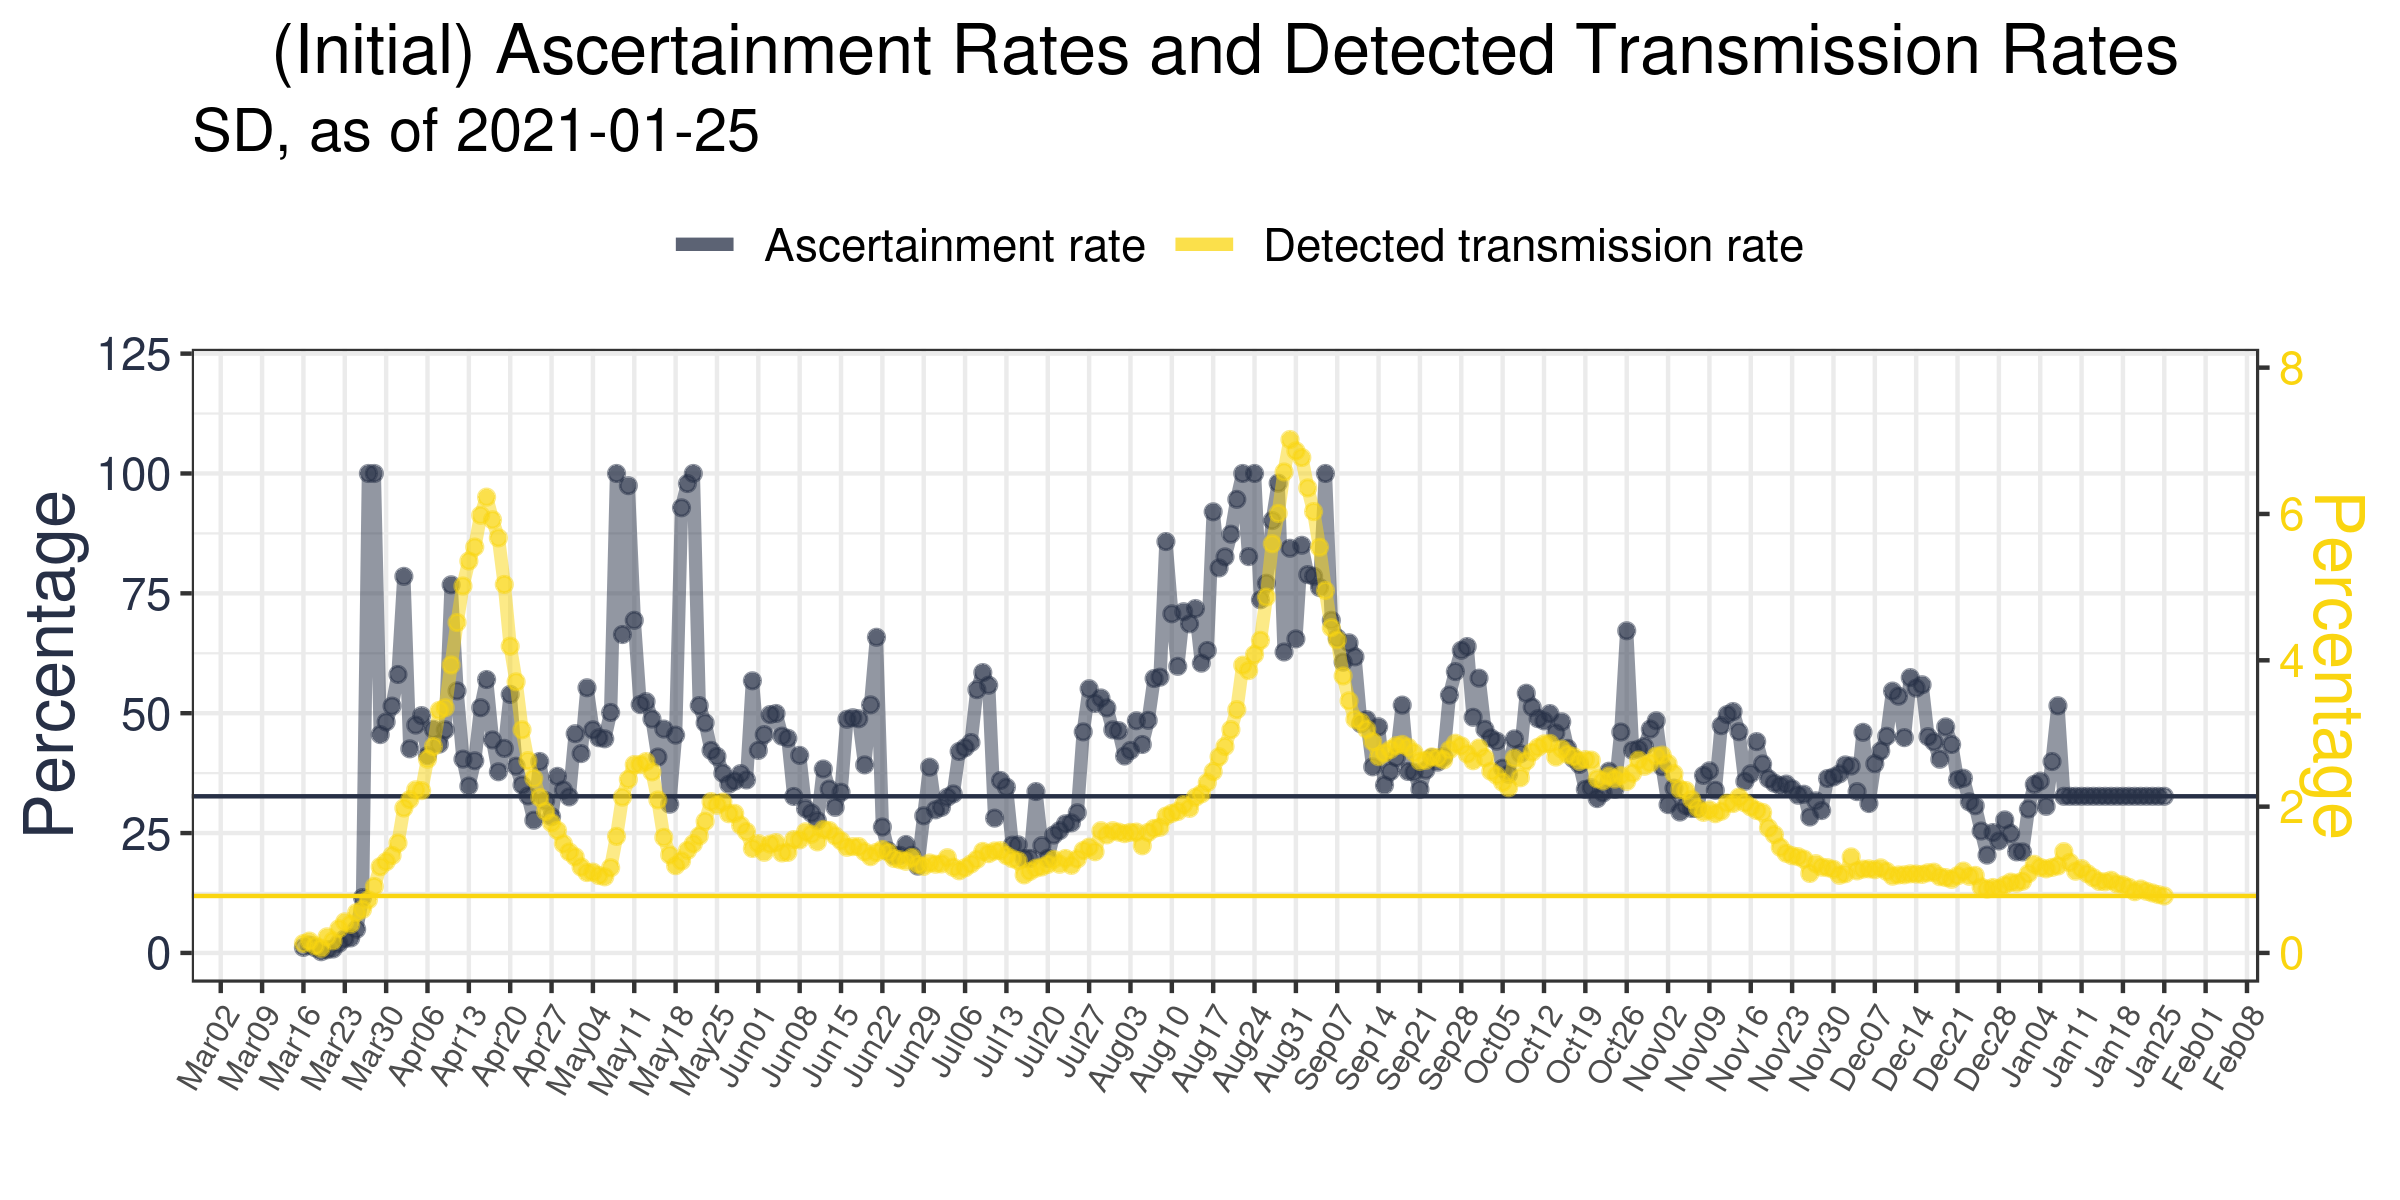 (Initial) Ascertainment Rates and Detected Transmission Rates
SD, as of 2021-01-25
Ascertainment rate
Detected transmission rate
Percentage
125
100
75
50
25
0
8
6
4
2
0
Percentage
Mar02
Mar09
Mar16
Mar23
Mar30
Apr06
Apr13
Apr20
Apr27
May04
May11
May18
May25
Jun01
Jun08
Jun15
Jun22
Jun29
Jul06
Jul13
Jul20
Jul27
Aug03
Aug10
Aug17
Aug24
Aug31
Sep07
Sep14
Sep21
Sep28
Oct05
Oct12
Oct19
Oct26
Nov02
Nov09
Nov16
Nov23
Nov30
Dec07
Dec14
Dec21
Dec28
Jan04
Jan11
Jan18
Jan25
Feb01
Feb08